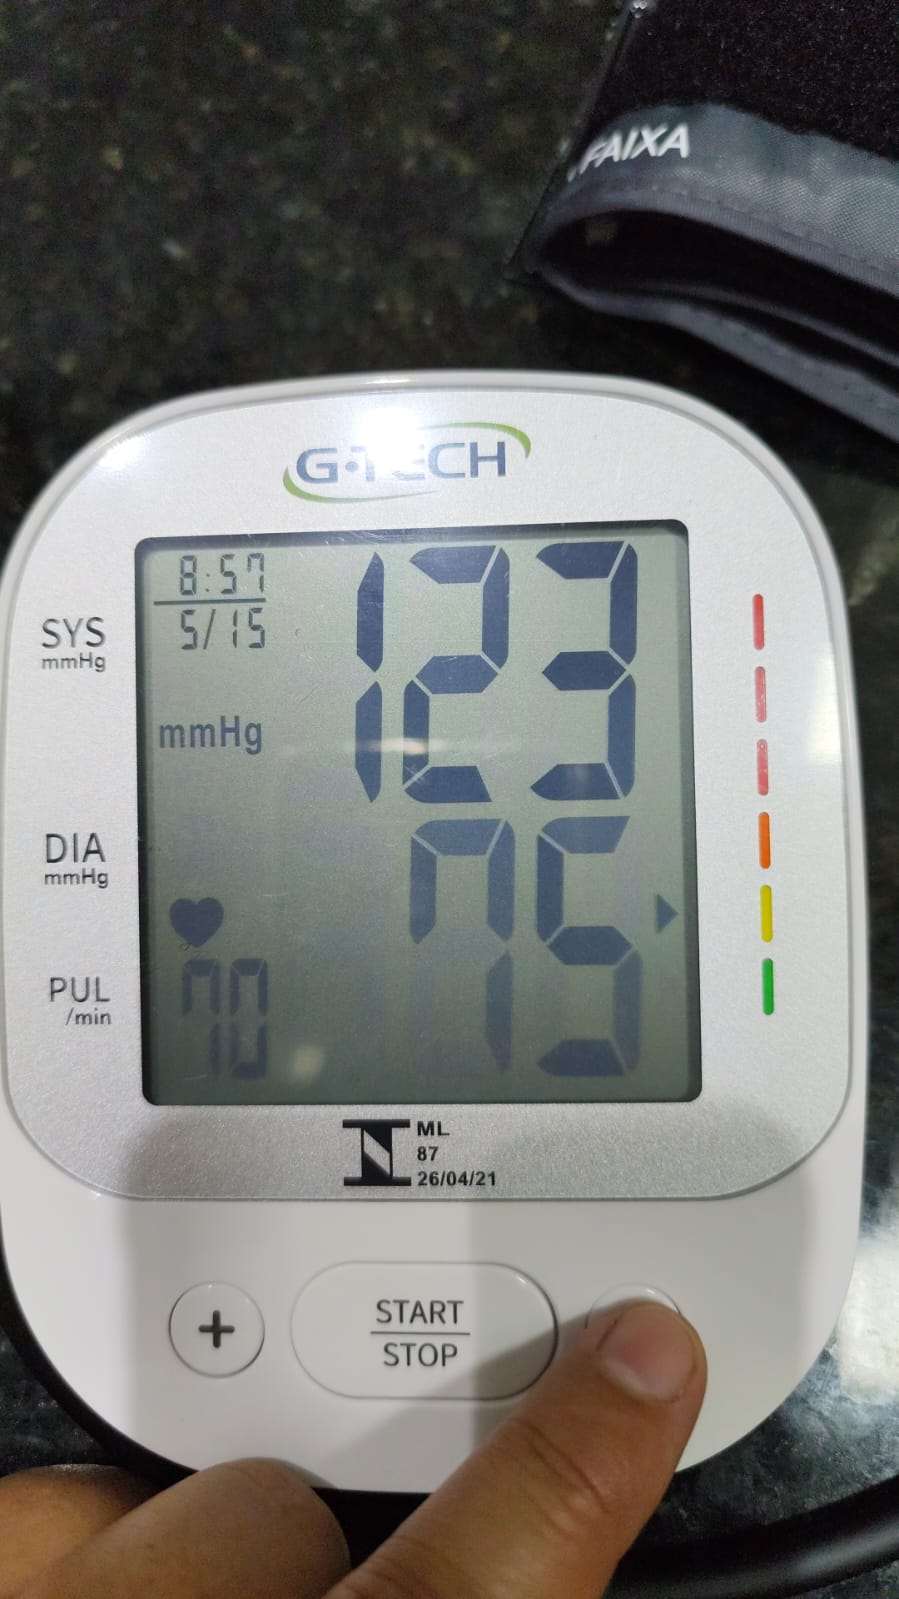 FAIXA
G·TECH
8:57
5/15
SYS
mmHg
123
mmHg
DIA
mmHg
75
PUL
/min
70
ML
87
26/04/21
+
START
STOP